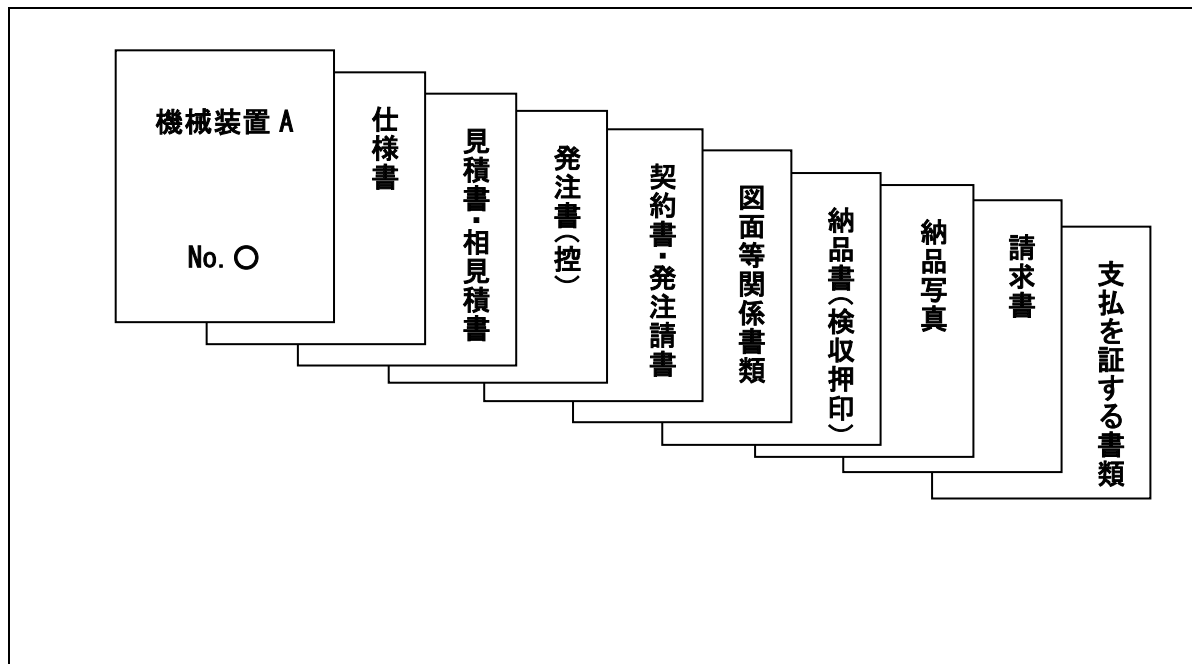 機械装置 A
No. ○
仕様書
見積書・相見積書
発注書(控)
契約書・発注請書
図面等関係書類
納品書(検収押印)
納品写真
請求書
支払を証する書類